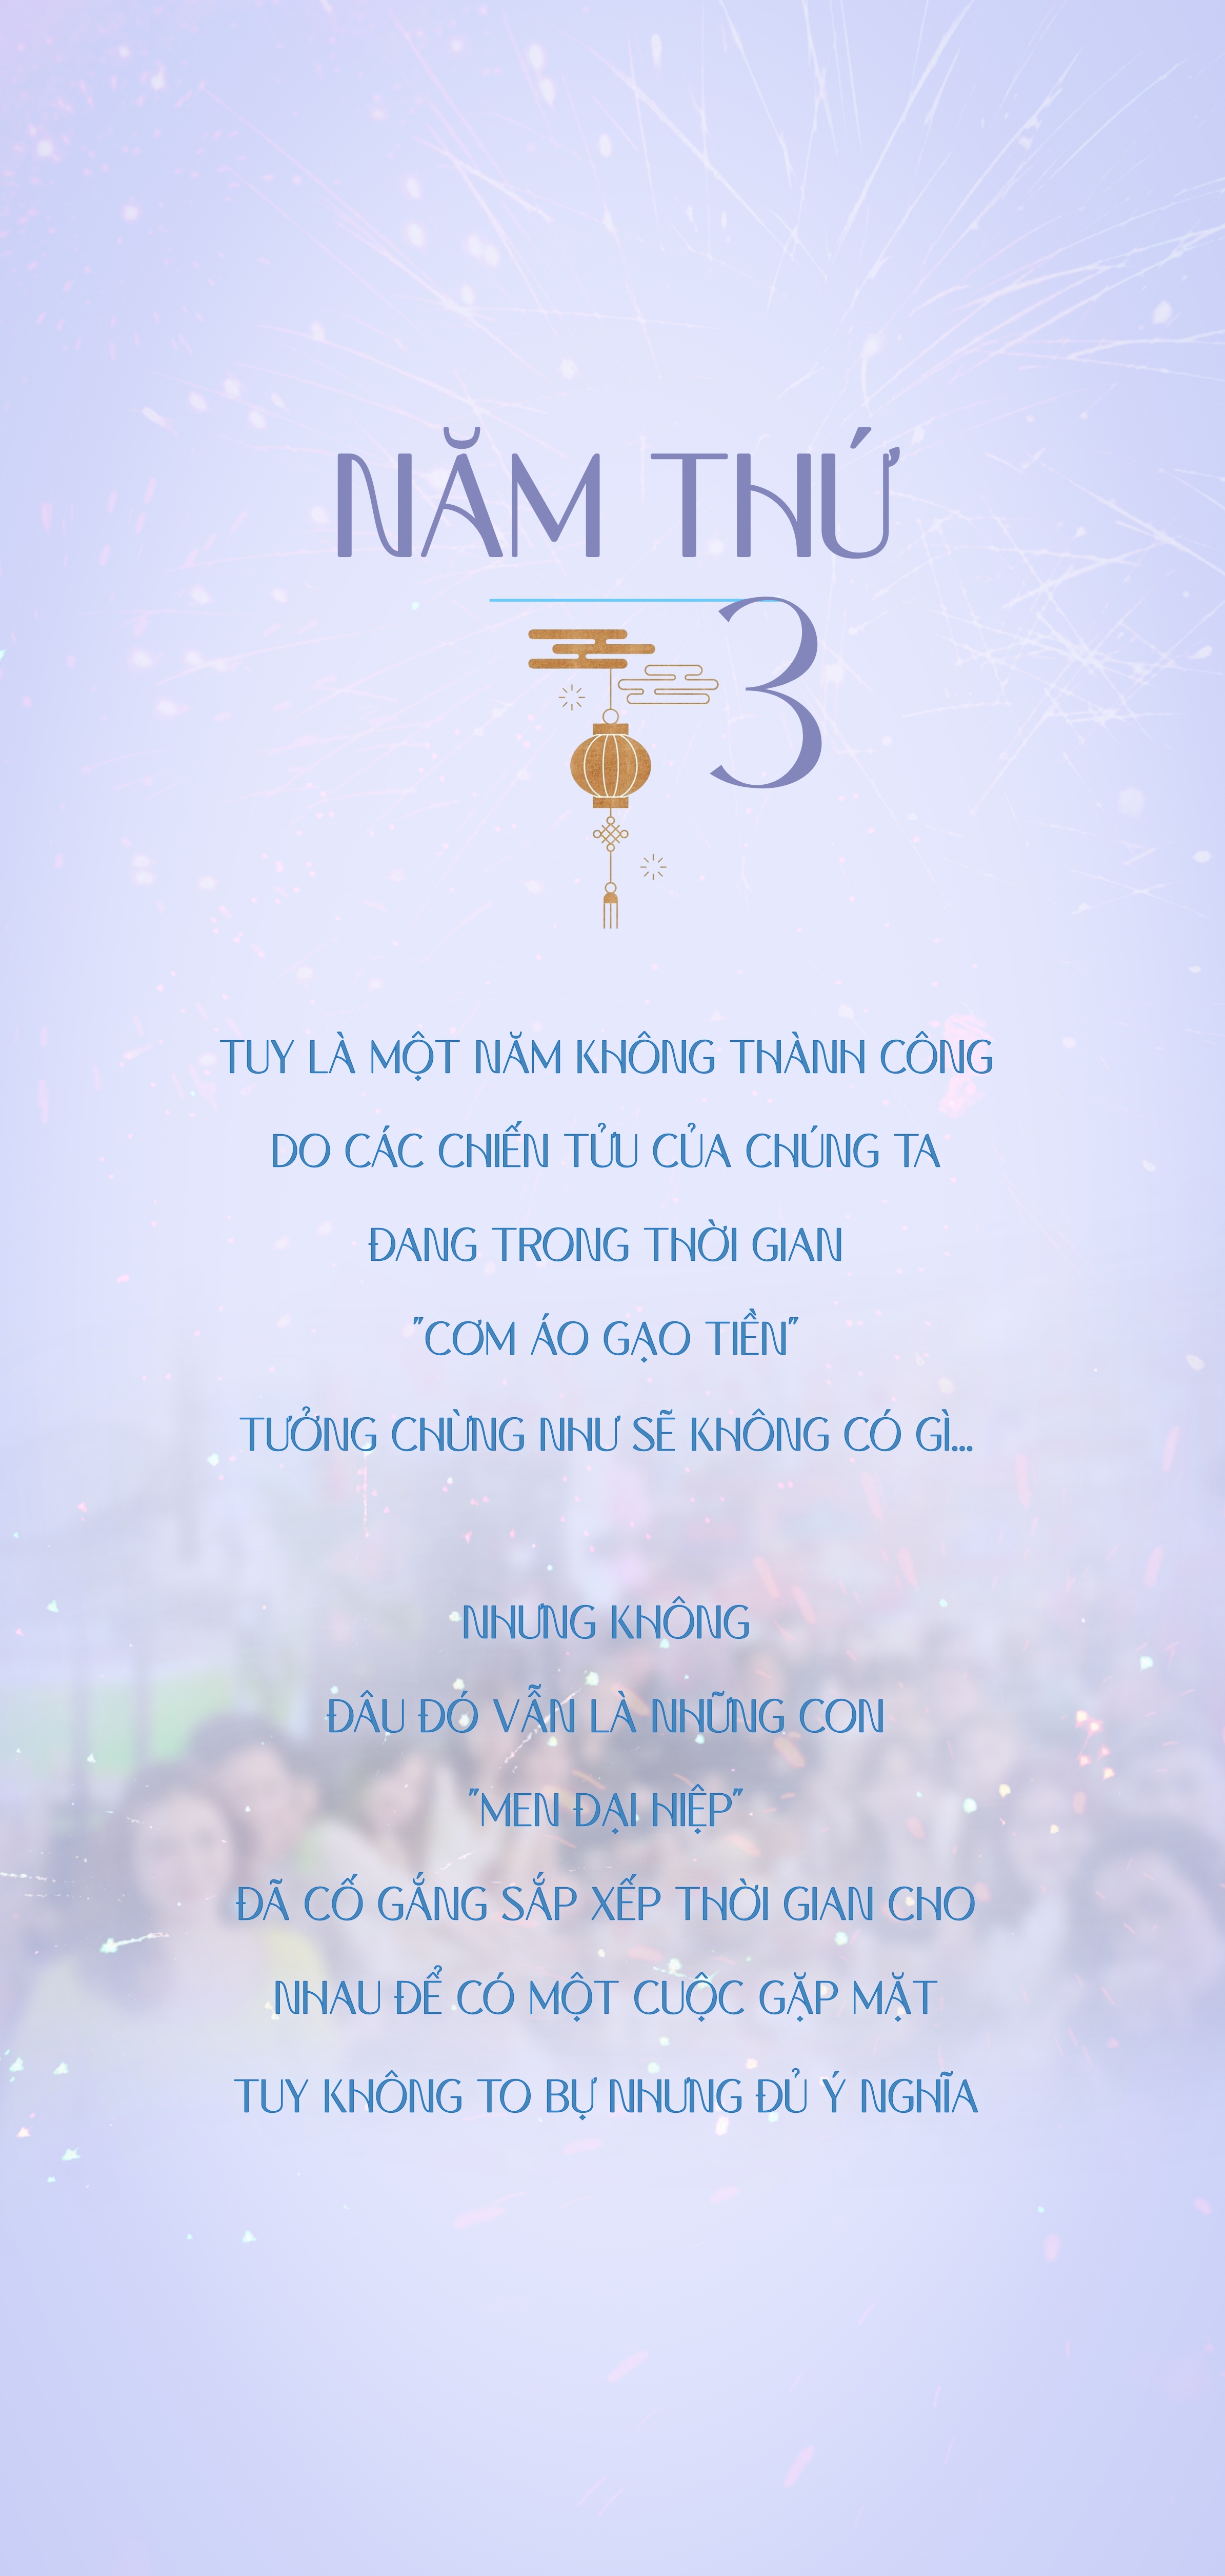 NĂM THỨ
3
TUY LÀ MỘT NĂM KHÔNG THÀNH CÔNG
DO CÁC CHIẾN TỬU CỦA CHÚNG TA
ĐANG TRONG THỜI GIAN
"CƠM ÁO GẠO TIỀN"
TƯỞNG CHỪNG NHƯ SẼ KHÔNG CÓ GÌ...
NHƯNG KHÔNG
ĐÂU ĐÓ VẪN LÀ NHỮNG CON
"MEN ĐẠI HIỆP"
ĐÃ CỐ GẮNG SẮP XẾP THỜI GIAN CHO
NHAU ĐỂ CÓ MỘT CUỘC GẶP MẶT
TUY KHÔNG TO BỰ NHƯNG ĐỦ Ý NGHĨA